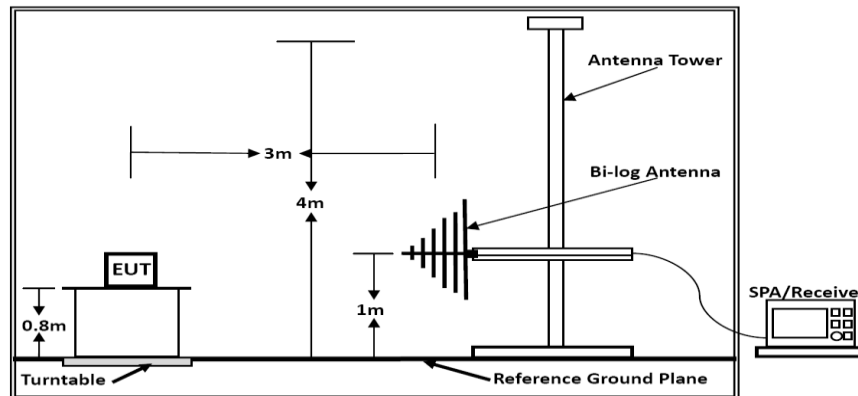 Antenna Tower
3m
Bi-log Antenna
4m
EUT
1m
SPA/Receive
0.8m
Turntable
Reference Ground Plane